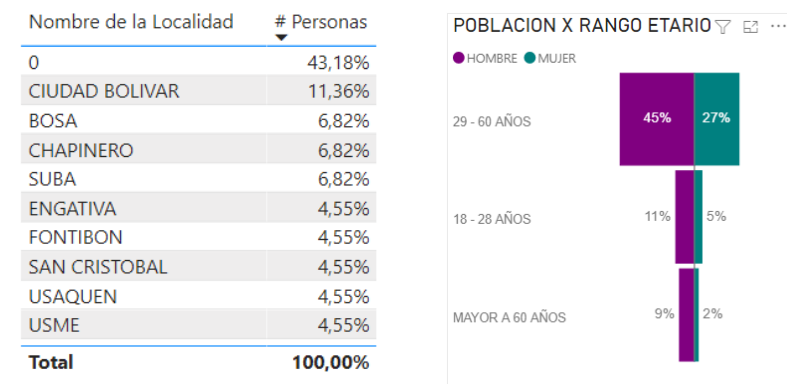 Nombre de la Localidad # Personas
0 43,18%
CIUDAD BOLIVAR 11,36%
BOSA 6,82%
CHAPINERO 6,82%
SUBA 6,82%
ENGATIVA 4,55%
FONTIBON 4,55%
SAN CRISTOBAL 4,55%
USAQUEN 4,55%
USME 4,55%
Total 100,00%
POBLACION X RANGO ETARIO
HOMBRE MUJER
29 - 60 AÑOS 45% 27%
18 - 28 AÑOS 11% 5%
MAYOR A 60 AÑOS 9% 2%